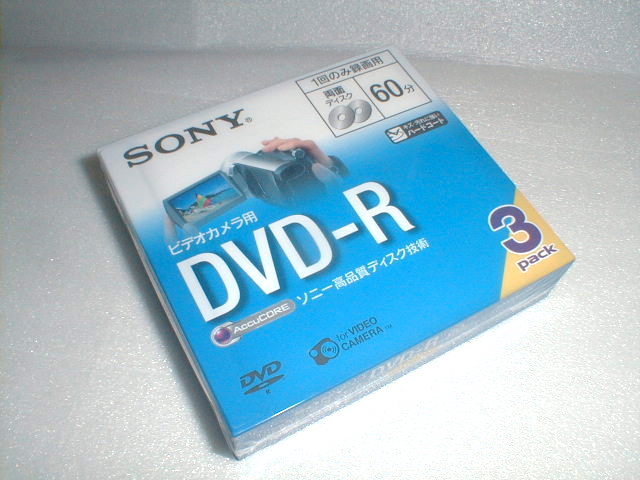 SONY®
1回のみ録画用
両面
ディスク
60分
キズ・汚れに強い
ハードコート
ビデオカメラ用
DVD-R
3
pack
AccuCORE ソニー高品質ディスク技術
for VIDEO
CAMERA™
DVD
R